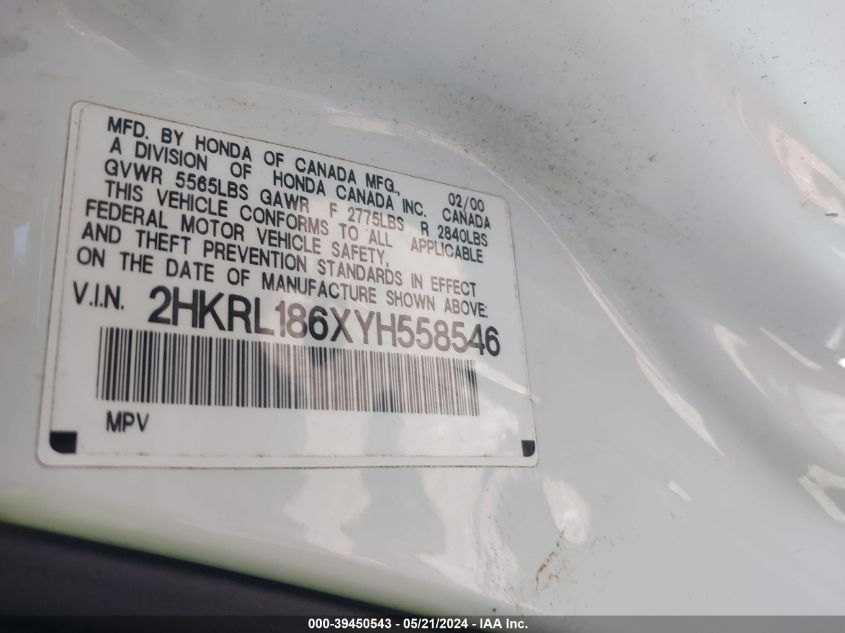 MFD. BY HONDA OF CANADA MFG., 02/00
A DIVISION OF HONDA CANADA INC. CANADA
GVWR 5565LBS GAWR F 2775LBS R 2840LBS
THIS VEHICLE CONFORMS TO ALL APPLICABLE
FEDERAL MOTOR VEHICLE SAFETY,
AND THEFT PREVENTION STANDARDS IN EFFECT
ON THE DATE OF MANUFACTURE SHOWN ABOVE:
V.I.N. 2HKRL186XYH558546
MPV
000-39450543 - 05/21/2024 - IAA Inc.